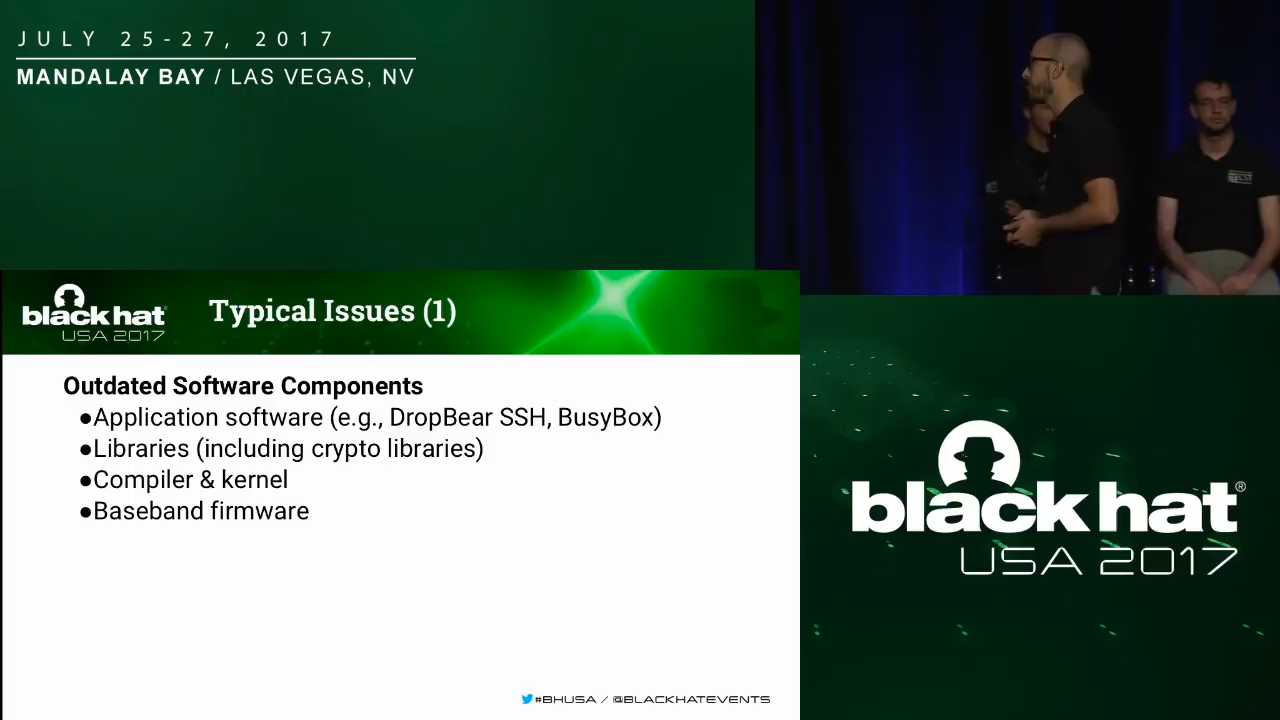 JULY 25-27, 2017
MANDALAY BAY / LAS VEGAS, NV
black hat
USA 2017
Typical Issues (1)
Outdated Software Components
●Application software (e.g., DropBear SSH, BusyBox)
●Libraries (including crypto libraries)
●Compiler & kernel
●Baseband firmware
#BHUSA / @BLACKHATEVENTS
black hat®
USA 2017